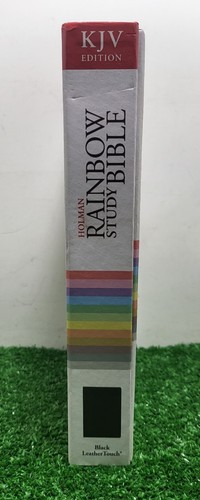 KJV
EDITION
HOLMAN
RAINBOW
STUDY BIBLE
Black
LeatherTouch®